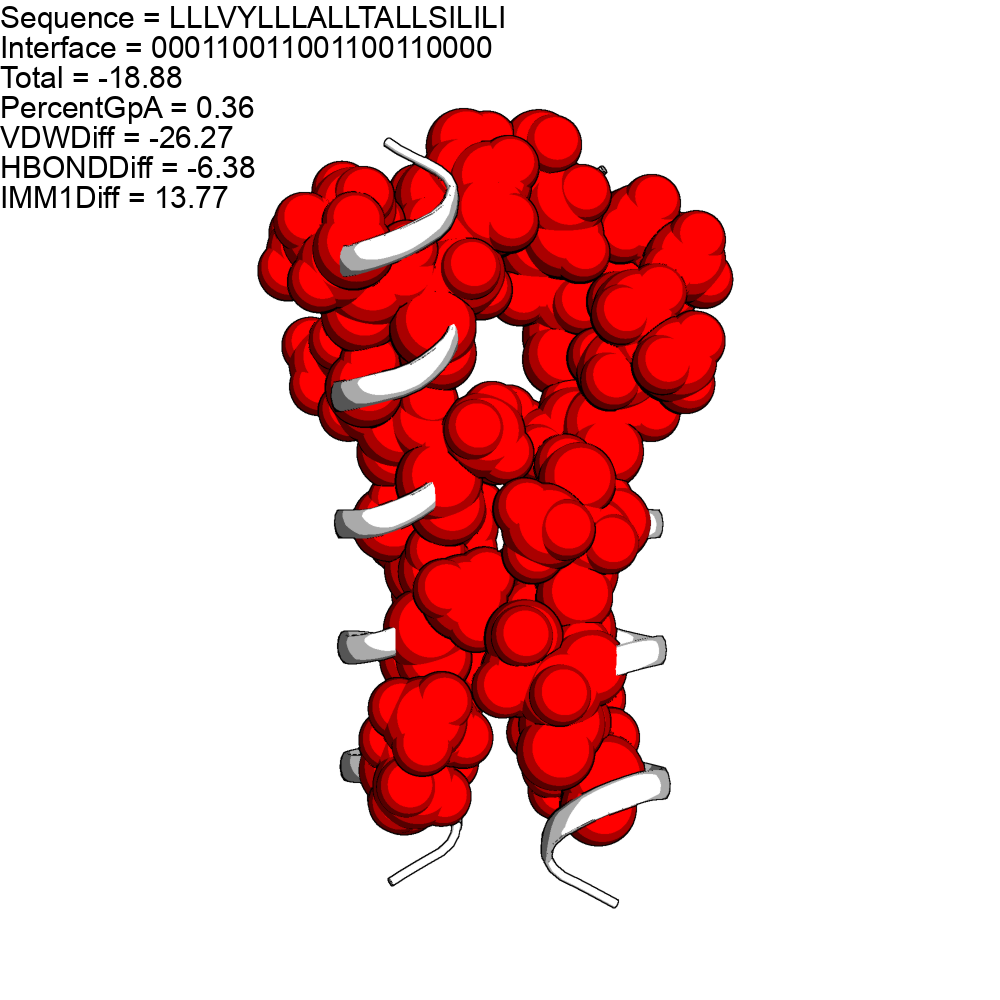 Sequence = LLLVYLLLALLTALLSILILI
Interface = 000110011001100110000
Total = -18.88
PercentGpA = 0.36
VDWDiff = -26.27
HBONDDiff = -6.38
IMM1Diff = 13.77